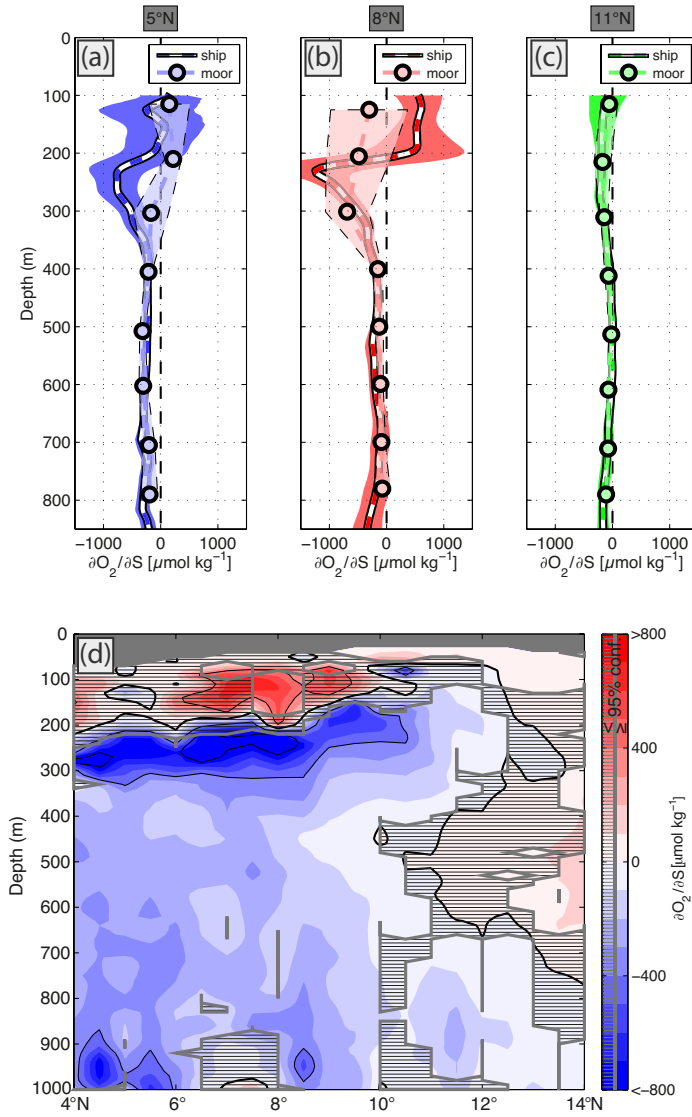 5°N 8°N 11°N
(a) (b) (c)
ship ship ship
moor moor moor
0
100
200
300
400
500
600
700
800
Depth (m)
−1000 0 1000 −1000 0 1000 −1000 0 1000
∂O2/∂S [μmol kg−1] ∂O2/∂S [μmol kg−1] ∂O2/∂S [μmol kg−1]
(d)
0
100
200
300
400
500
600
700
800
900
1000
Depth (m)
4°N 6°N 8°N 10°N 12°N 14°N
>800
400
0
−400
<−800
< ≥ 95% conf.
∂O2/∂S [μmol kg−1]